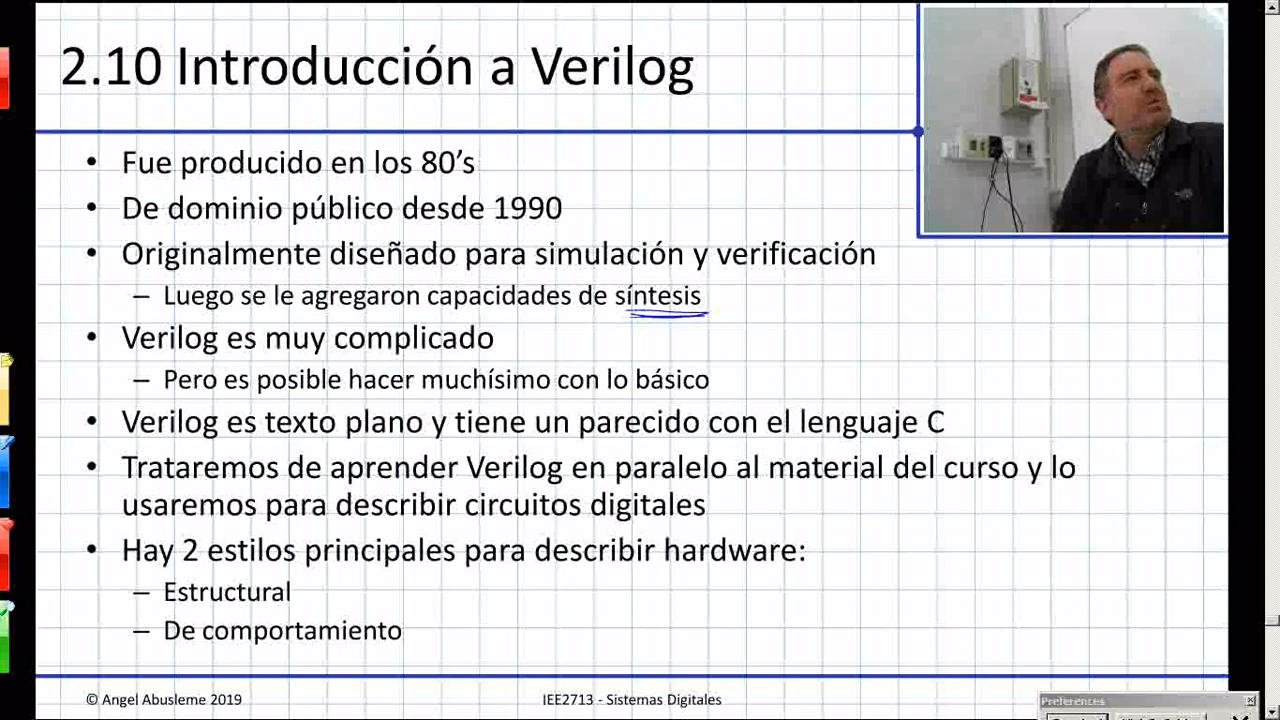 2.10 Introducción a Verilog
• Fue producido en los 80’s
• De dominio público desde 1990
• Originalmente diseñado para simulación y verificación
– Luego se le agregaron capacidades de síntesis
• Verilog es muy complicado
– Pero es posible hacer muchísimo con lo básico
• Verilog es texto plano y tiene un parecido con el lenguaje C
• Trataremos de aprender Verilog en paralelo al material del curso y lo
usaremos para describir circuitos digitales
• Hay 2 estilos principales para describir hardware:
– Estructural
– De comportamiento
© Angel Abusleme 2019
IEE2713 - Sistemas Digitales
Preferences